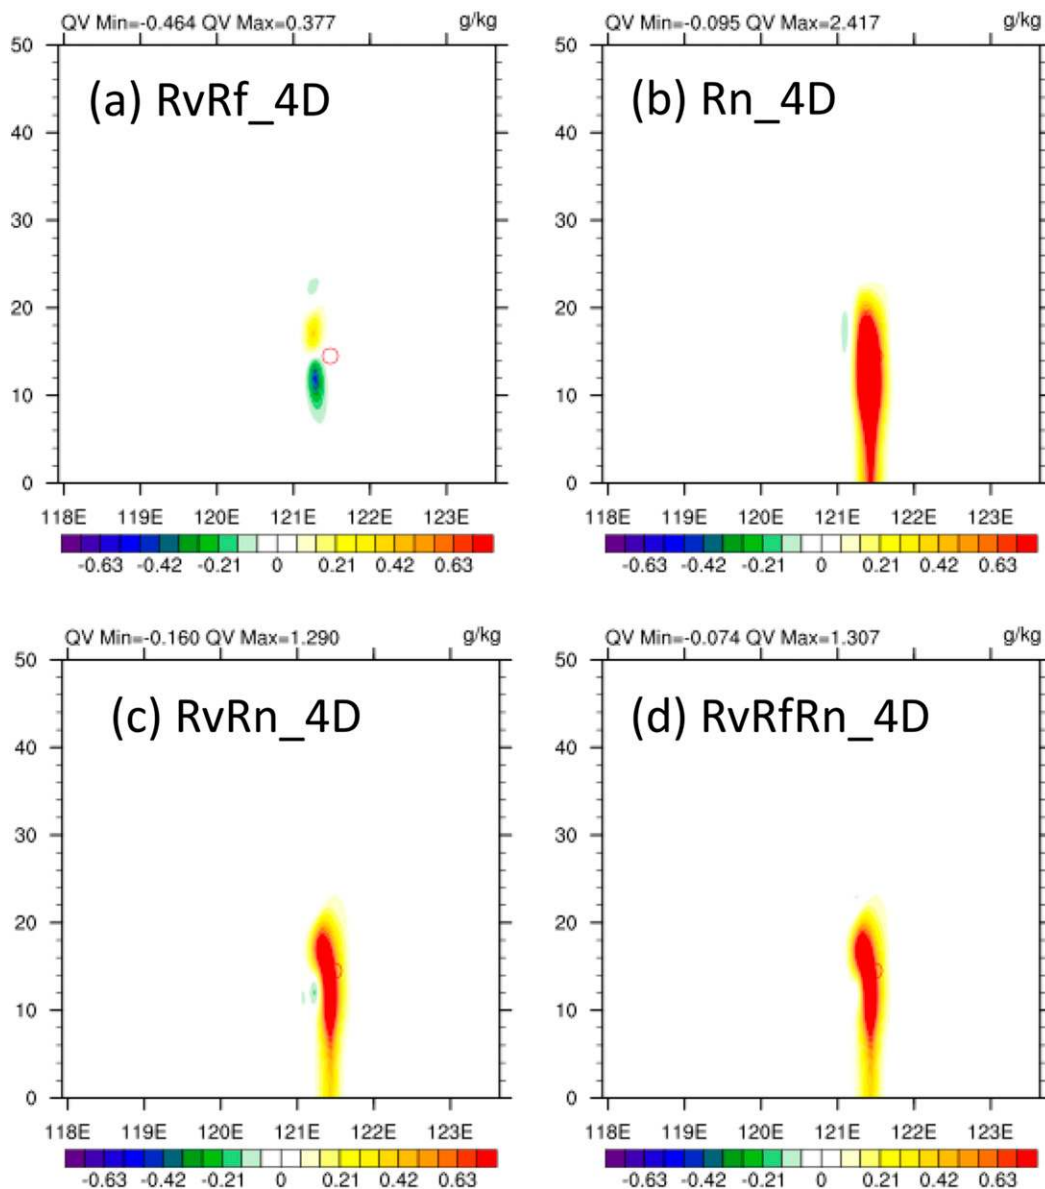 QV Min=-0.464 QV Max=0.377 g/kg
(a) RvRf_4D
50
40
30
20
10
0
118E 119E 120E 121E 122E 123E
-0.63 -0.42 -0.21 0 0.21 0.42 0.63
QV Min=-0.095 QV Max=2.417 g/kg
(b) Rn_4D
50
40
30
20
10
0
118E 119E 120E 121E 122E 123E
-0.63 -0.42 -0.21 0 0.21 0.42 0.63
QV Min=-0.160 QV Max=1.290 g/kg
(c) RvRn_4D
50
40
30
20
10
0
118E 119E 120E 121E 122E 123E
-0.63 -0.42 -0.21 0 0.21 0.42 0.63
QV Min=-0.074 QV Max=1.307 g/kg
(d) RvRfRn_4D
50
40
30
20
10
0
118E 119E 120E 121E 122E 123E
-0.63 -0.42 -0.21 0 0.21 0.42 0.63